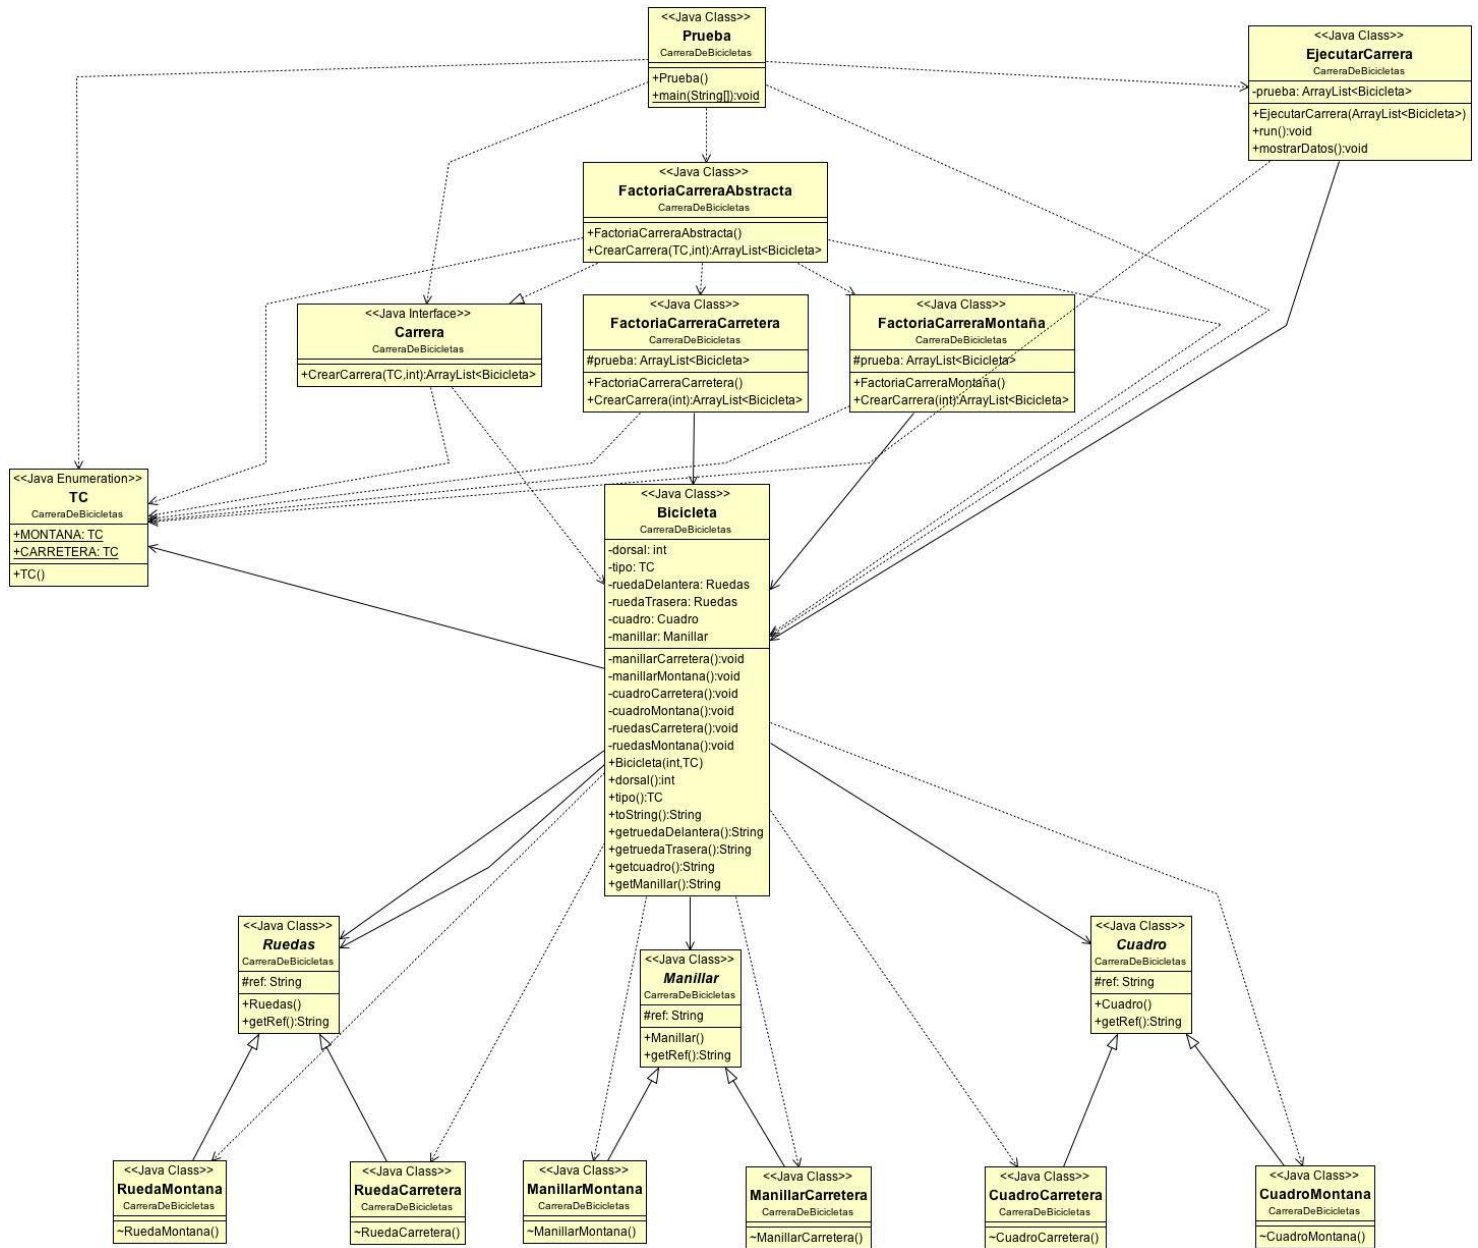 <<Java Class>>
Prueba
CarreraDeBicicletas
+Prueba()
+main(String[]):void
<<Java Class>>
EjecutarCarrera
CarreraDeBicicletas
-prueba: ArrayList<Bicicleta>
+EjecutarCarrera(ArrayList<Bicicleta>)
+run():void
+mostrarDatos():void
<<Java Class>>
FactoriaCarreraAbstracta
CarreraDeBicicletas
+FactoriaCarreraAbstracta()
+CrearCarrera(TC,int):ArrayList<Bicicleta>
<<Java Interface>>
Carrera
CarreraDeBicicletas
+CrearCarrera(TC,int):ArrayList<Bicicleta>
<<Java Class>>
FactoriaCarreraCarretera
CarreraDeBicicletas
#prueba: ArrayList<Bicicleta>
+FactoriaCarreraCarretera()
+CrearCarrera(int):ArrayList<Bicicleta>
<<Java Class>>
FactoriaCarreraMontaña
CarreraDeBicicletas
#prueba: ArrayList<Bicicleta>
+FactoriaCarreraMontaña()
+CrearCarrera(int):ArrayList<Bicicleta>
<<Java Enumeration>>
TC
CarreraDeBicicletas
+MONTANA: TC
+CARRETERA: TC
+TC()
<<Java Class>>
Bicicleta
CarreraDeBicicletas
-dorsal: int
-tipo: TC
-ruedaDelantera: Ruedas
-ruedaTrasera: Ruedas
-cuadro: Cuadro
-manillar: Manillar
-manillarCarretera():void
-manillarMontana():void
-cuadroCarretera():void
-cuadroMontana():void
-ruedasCarretera():void
-ruedasMontana():void
+Bicicleta(int,TC)
+dorsal():int
+tipo():TC
+toString():String
+getruedaDelantera():String
+getruedaTrasera():String
+getcuadro():String
+getManillar():String
<<Java Class>>
Ruedas
CarreraDeBicicletas
#ref: String
+Ruedas()
+getRef():String
<<Java Class>>
Manillar
CarreraDeBicicletas
#ref: String
+Manillar()
+getRef():String
<<Java Class>>
Cuadro
CarreraDeBicicletas
#ref: String
+Cuadro()
+getRef():String
<<Java Class>>
RuedaMontana
CarreraDeBicicletas
~RuedaMontana()
<<Java Class>>
RuedaCarretera
CarreraDeBicicletas
~RuedaCarretera()
<<Java Class>>
ManillarMontana
CarreraDeBicicletas
~ManillarMontana()
<<Java Class>>
ManillarCarretera
CarreraDeBicicletas
~ManillarCarretera()
<<Java Class>>
CuadroCarretera
CarreraDeBicicletas
~CuadroCarretera()
<<Java Class>>
CuadroMontana
CarreraDeBicicletas
~CuadroMontana()